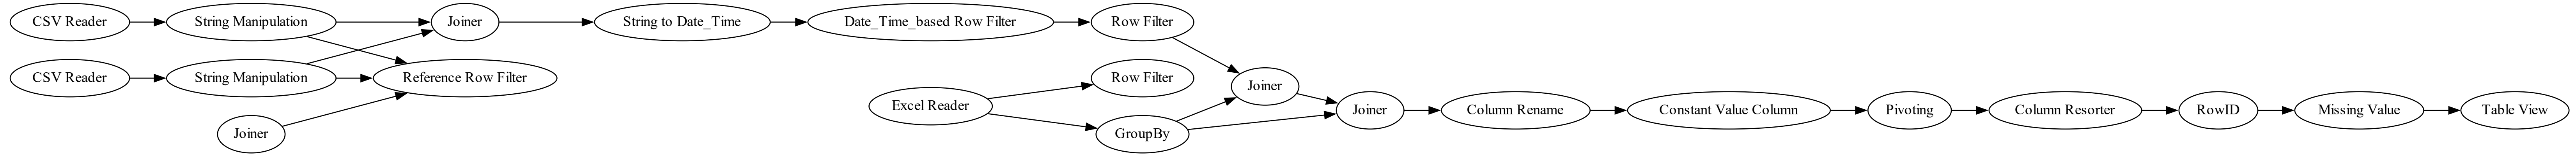 CSV Reader
String Manipulation
Joiner
String to Date_Time
Date_Time_based Row Filter
Row Filter
CSV Reader
String Manipulation
Reference Row Filter
Row Filter
Joiner
Excel Reader
Joiner
Column Rename
Constant Value Column
Pivoting
Column Resorter
RowID
Missing Value
Table View
Joiner
GroupBy